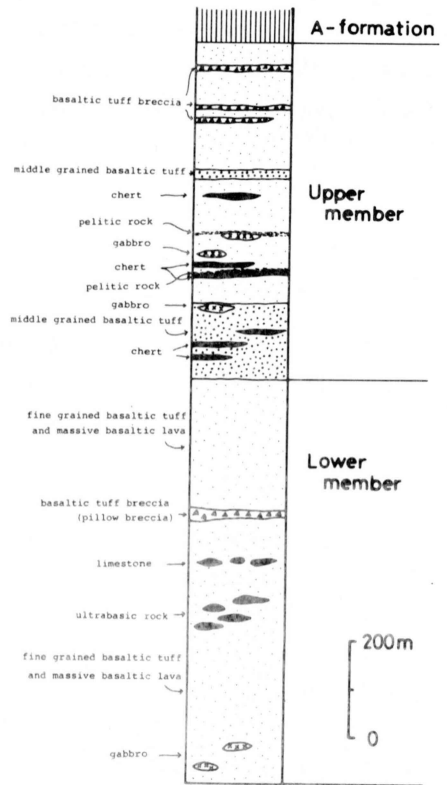 A-formation
basaltic tuff breccia
middle grained basaltic tuff
chert
Upper
member
pelitic rock
gabbro
chert
pelitic rock
gabbro
middle grained basaltic tuff
chert
fine grained basaltic tuff
and massive basaltic lava
Lower
member
basaltic tuff breccia
(pillow breccia)
limestone
ultrabasic rock
200m
fine grained basaltic tuff
and massive basaltic lava
0
gabbro